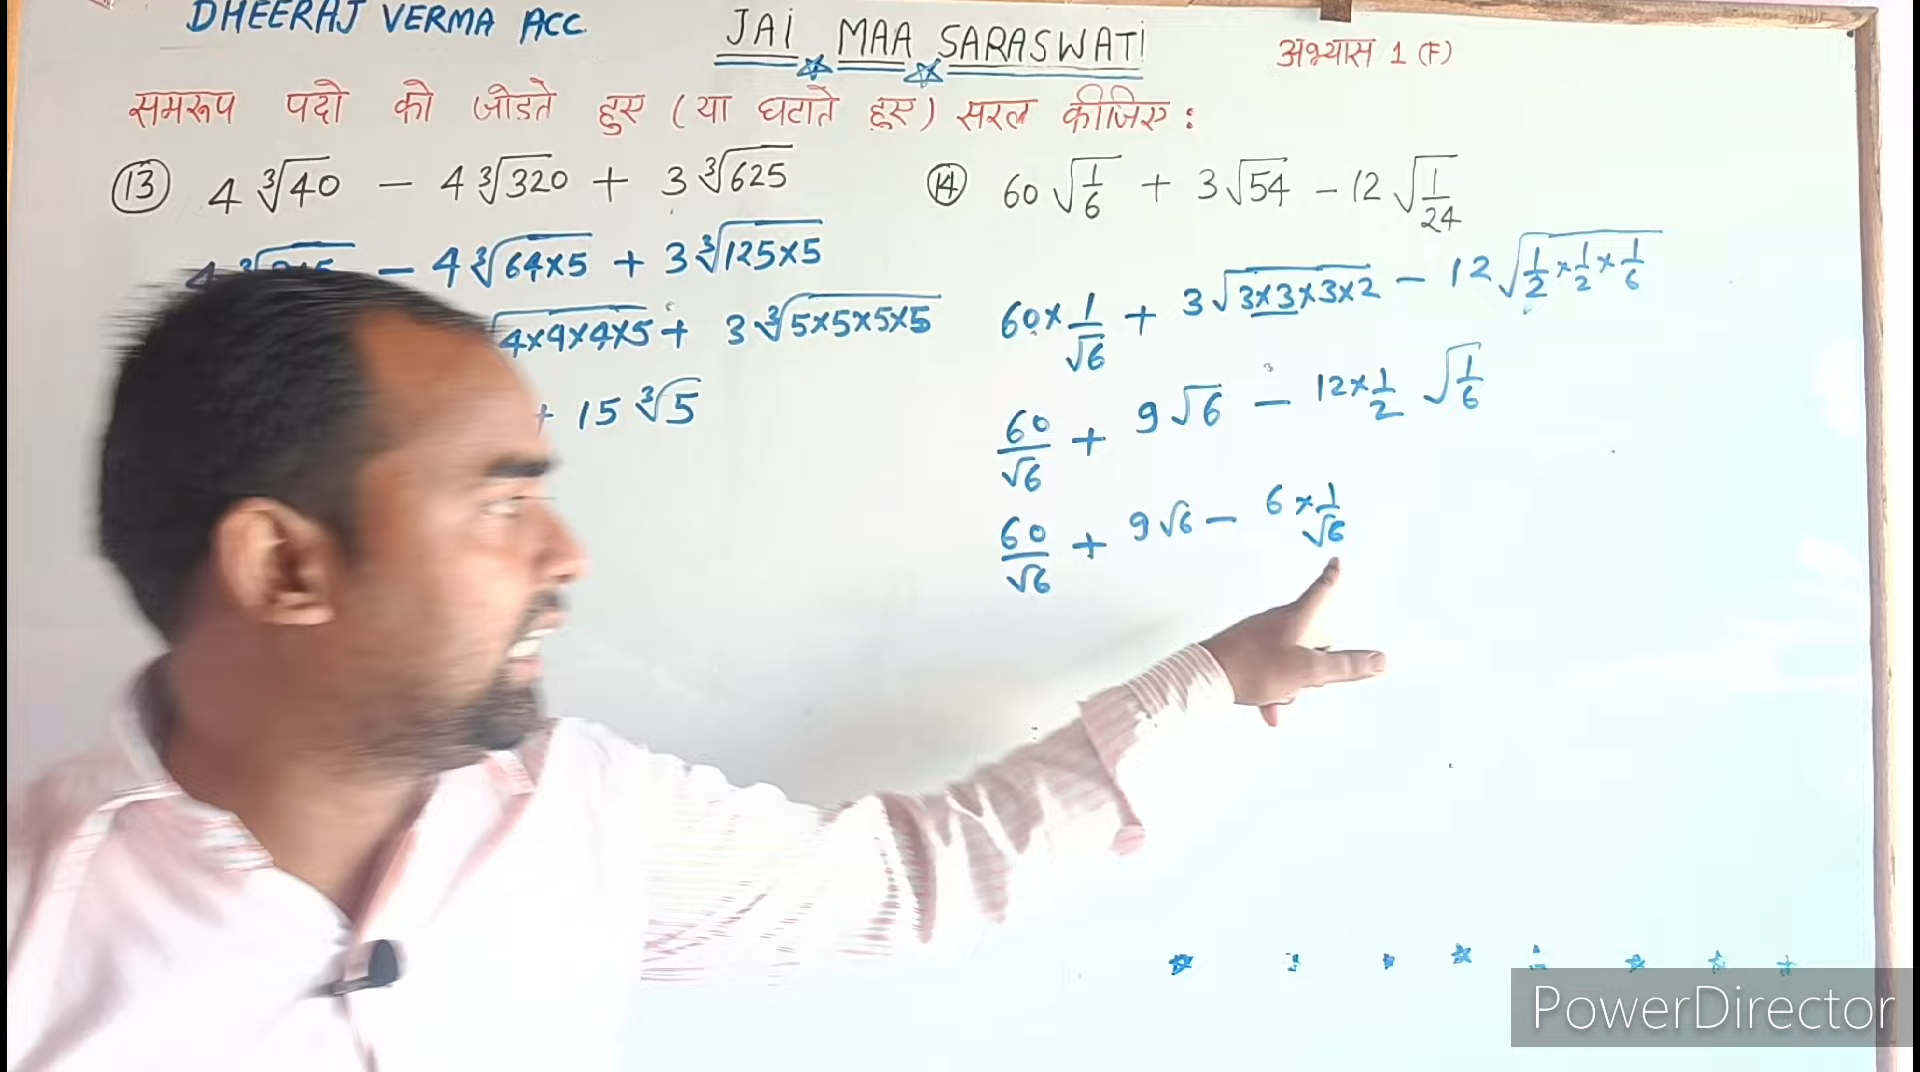 DHEERAJ VERMA ACC.
JAI MAA SARASWATI
अभ्यास 1 (F)
समरूप पदो को जोडते हुए (या घटाते हुए) सरल कीजिए :
(13) 4∛40 − 4∛320 + 3∛625
− 4∛64×5 + 3∛125×5
4×4×4×5 + 3∛5×5×5×5
+ 15∛5
(14) 60√1/6 + 3√54 − 12√1/24
60×1/√6 + 3√3×3×3×2 − 12√1/2×1/2×1/6
60/√6 + 9√6 − 12×1/2 √1/6
60/√6 + 9√6 − 6×1/√6
PowerDirector